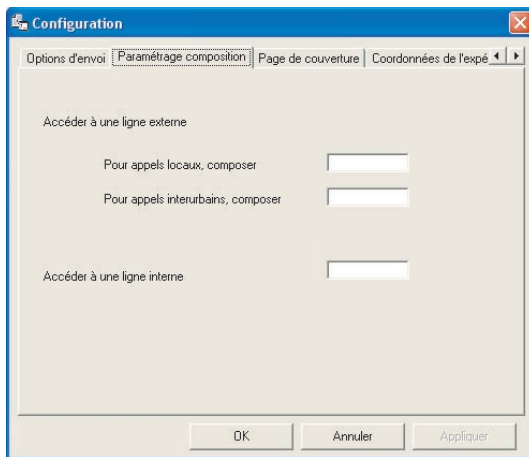 Configuration
Options d'envoi Paramétrage composition Page de couverture Coordonnées de l'expé
Accéder à une ligne externe
Pour appels locaux, composer
Pour appels interurbains, composer
Accéder à une ligne interne
OK Annuler Appliquer